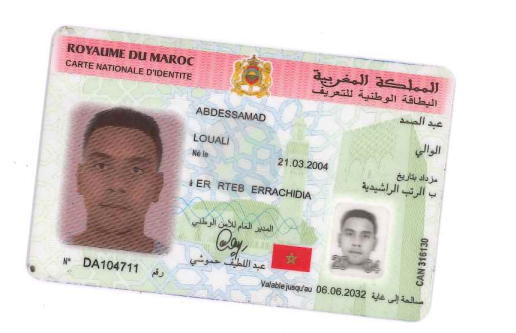 ROYAUME DU MAROC
CARTE NATIONALE D'IDENTITE
المملكة المغربية
البطاقة الوطنية للتعريف
ABDESSAMAD
عبد الصمد
LOUALI
الوالي
Né le
21.03.2004
مزداد بتاريخ
ER RTEB ERRACHIDIA
ب الرتب الراشيدية
المدير العام للأمن الوطني
عبد اللطيف حموشي
N° DA104711 رقم
Valable jusqu'au 06.06.2032 صالحة إلى غاية
CAN 316130